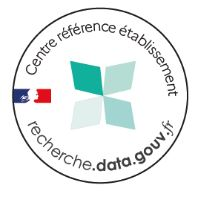 Centre référence établissement
recherche.data.gouv.fr